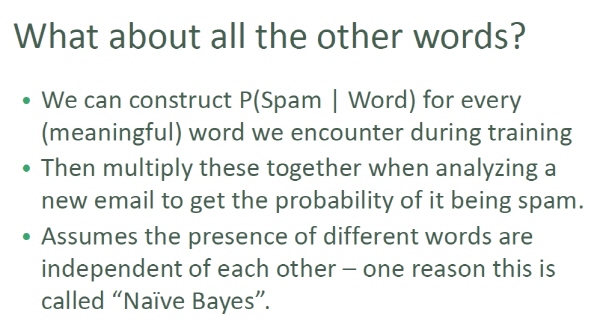 What about all the other words?
• We can construct P(Spam | Word) for every
(meaningful) word we encounter during training
• Then multiply these together when analyzing a
new email to get the probability of it being spam.
• Assumes the presence of different words are
independent of each other – one reason this is
called “Naïve Bayes”.